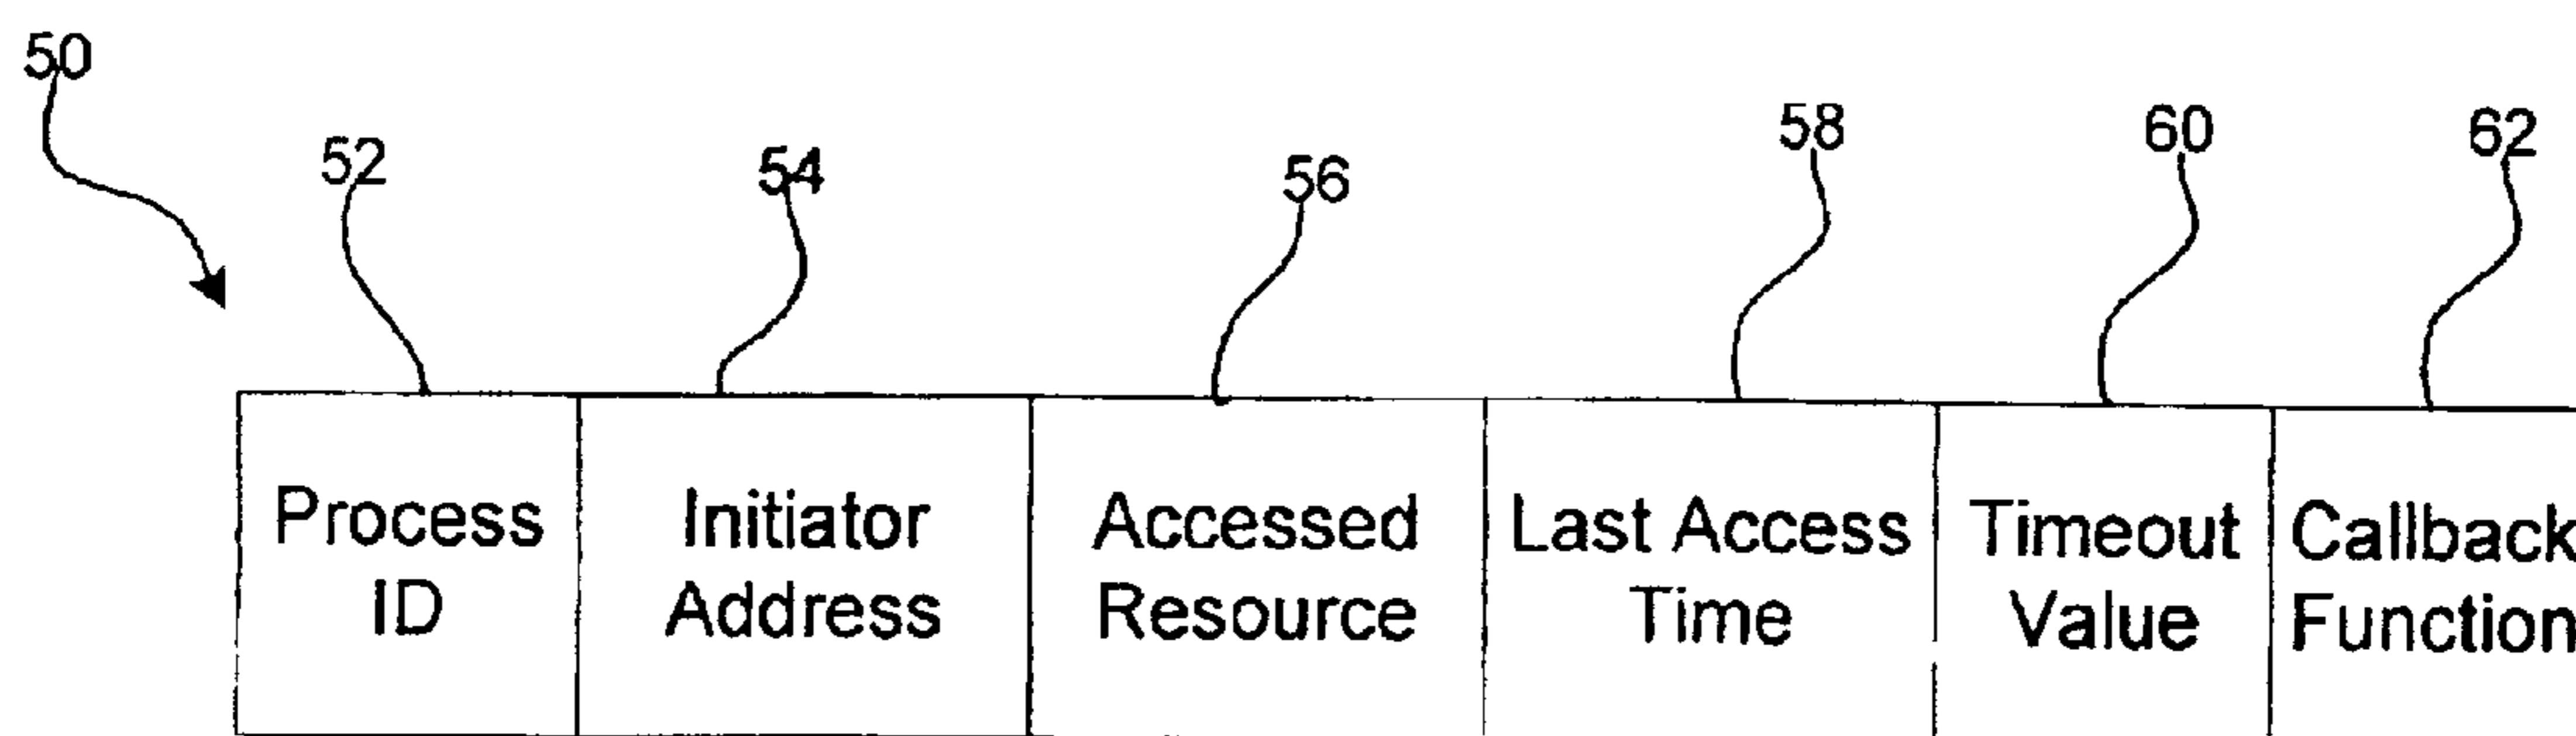 50
52
54
56
58
60
62
Process
ID
Initiator
Address
Accessed
Resource
Last Access
Time
Timeout
Value
Callback
Function